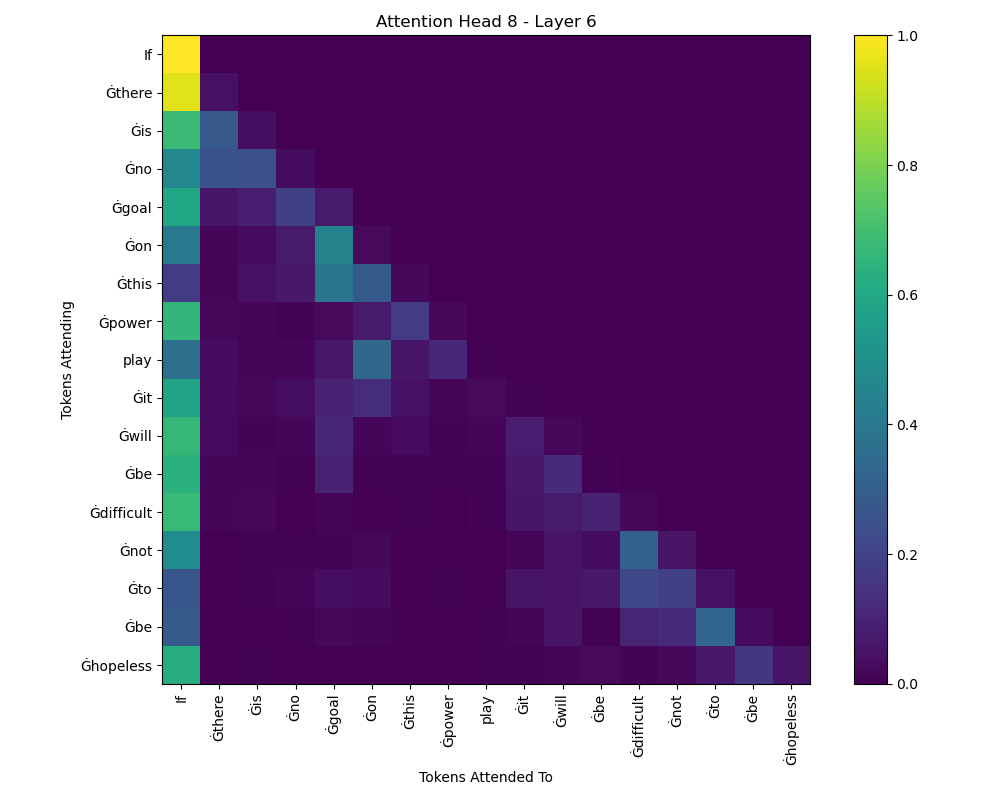 Attention Head 8 - Layer 6
Tokens Attending
If
Ġthere
Ġis
Ġno
Ġgoal
Ġon
Ġthis
Ġpower
play
Ġit
Ġwill
Ġbe
Ġdifficult
Ġnot
Ġto
Ġbe
Ġhopeless
If
Ġthere
Ġis
Ġno
Ġgoal
Ġon
Ġthis
Ġpower
play
Ġit
Ġwill
Ġbe
Ġdifficult
Ġnot
Ġto
Ġbe
Ġhopeless
Tokens Attended To
1.0
0.8
0.6
0.4
0.2
0.0